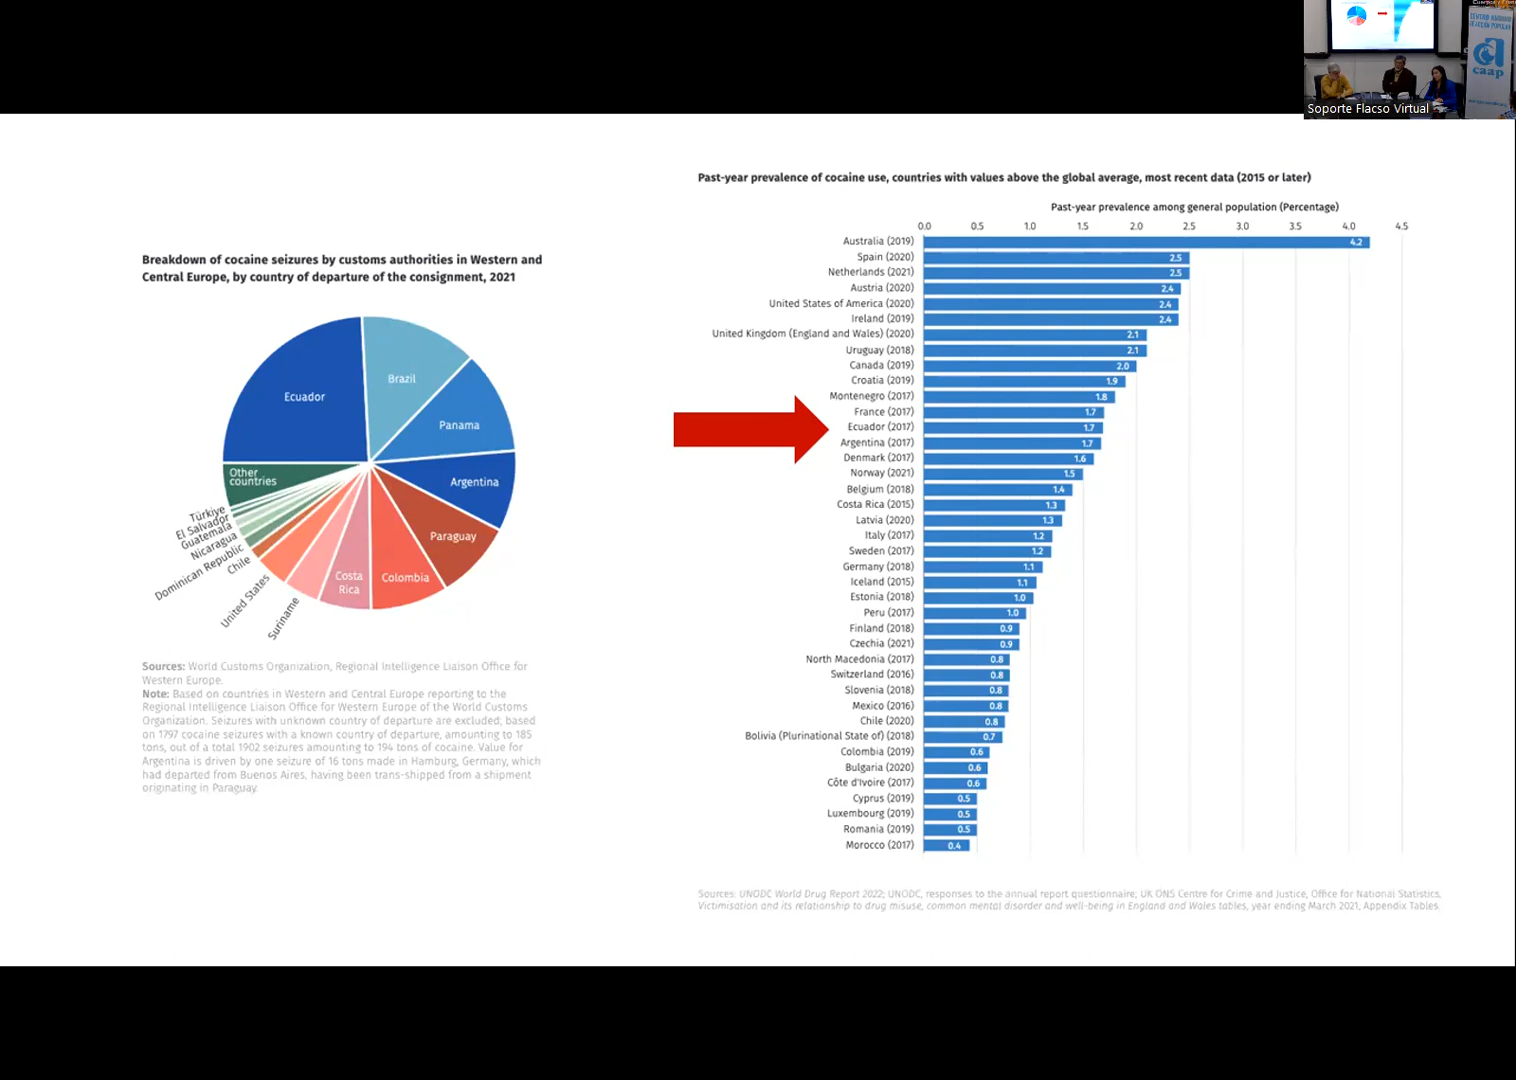 CENTRO ANDINO
DE ACCION POPULAR
caap
Soporte Flacso Virtual
Breakdown of cocaine seizures by customs authorities in Western and
Central Europe, by country of departure of the consignment, 2021
Ecuador
Brazil
Panama
Argentina
Paraguay
Colombia
Costa
Rica
Suriname
United States
Chile
Dominican Republic
Nicaragua
Guatemala
El Salvador
Türkiye
Other
countries
Sources: World Customs Organization, Regional Intelligence Liaison Office for
Western Europe.
Note: Based on countries in Western and Central Europe reporting to the
Regional Intelligence Liaison Office for Western Europe of the World Customs
Organization. Seizures with unknown country of departure are excluded; based
on 1797 cocaine seizures with a known country of departure, amounting to 185
tons, out of a total 1902 seizures amounting to 194 tons of cocaine. Value for
Argentina is driven by one seizure of 16 tons made in Hamburg, Germany, which
had departed from Buenos Aires, having been trans-shipped from a shipment
originating in Paraguay.
Past-year prevalence of cocaine use, countries with values above the global average, most recent data (2015 or later)
Past-year prevalence among general population (Percentage)
0.0 0.5 1.0 1.5 2.0 2.5 3.0 3.5 4.0 4.5
Australia (2019) 4.2
Spain (2020) 2.5
Netherlands (2021) 2.5
Austria (2020) 2.4
United States of America (2020) 2.4
Ireland (2019) 2.4
United Kingdom (England and Wales) (2020) 2.1
Uruguay (2018) 2.1
Canada (2019) 2.0
Croatia (2019) 1.9
Montenegro (2017) 1.8
France (2017) 1.7
Ecuador (2017) 1.7
Argentina (2017) 1.7
Denmark (2017) 1.6
Norway (2021) 1.5
Belgium (2018) 1.4
Costa Rica (2015) 1.3
Latvia (2020) 1.3
Italy (2017) 1.2
Sweden (2017) 1.2
Germany (2018) 1.1
Iceland (2015) 1.1
Estonia (2018) 1.0
Peru (2017) 1.0
Finland (2018) 0.9
Czechia (2021) 0.9
North Macedonia (2017) 0.8
Switzerland (2016) 0.8
Slovenia (2018) 0.8
Mexico (2016) 0.8
Chile (2020) 0.8
Bolivia (Plurinational State of) (2018) 0.7
Colombia (2019) 0.6
Bulgaria (2020) 0.6
Côte d'Ivoire (2017) 0.6
Cyprus (2019) 0.5
Luxembourg (2019) 0.5
Romania (2019) 0.5
Morocco (2017) 0.4
Sources: UNODC World Drug Report 2022; UNODC, responses to the annual report questionnaire; UK ONS Centre for Crime and Justice, Office for National Statistics,
Victimisation and its relationship to drug misuse, common mental disorder and well-being in England and Wales tables, year ending March 2021, Appendix Tables.